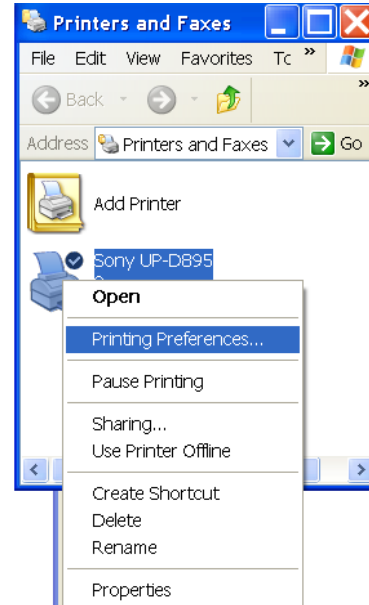 Printers and Faxes
File Edit View Favorites Tc »
Back »
Address Printers and Faxes Go
Add Printer
Sony UP-D895
Open
Printing Preferences...
Pause Printing
Sharing...
Use Printer Offline
Create Shortcut
Delete
Rename
Properties